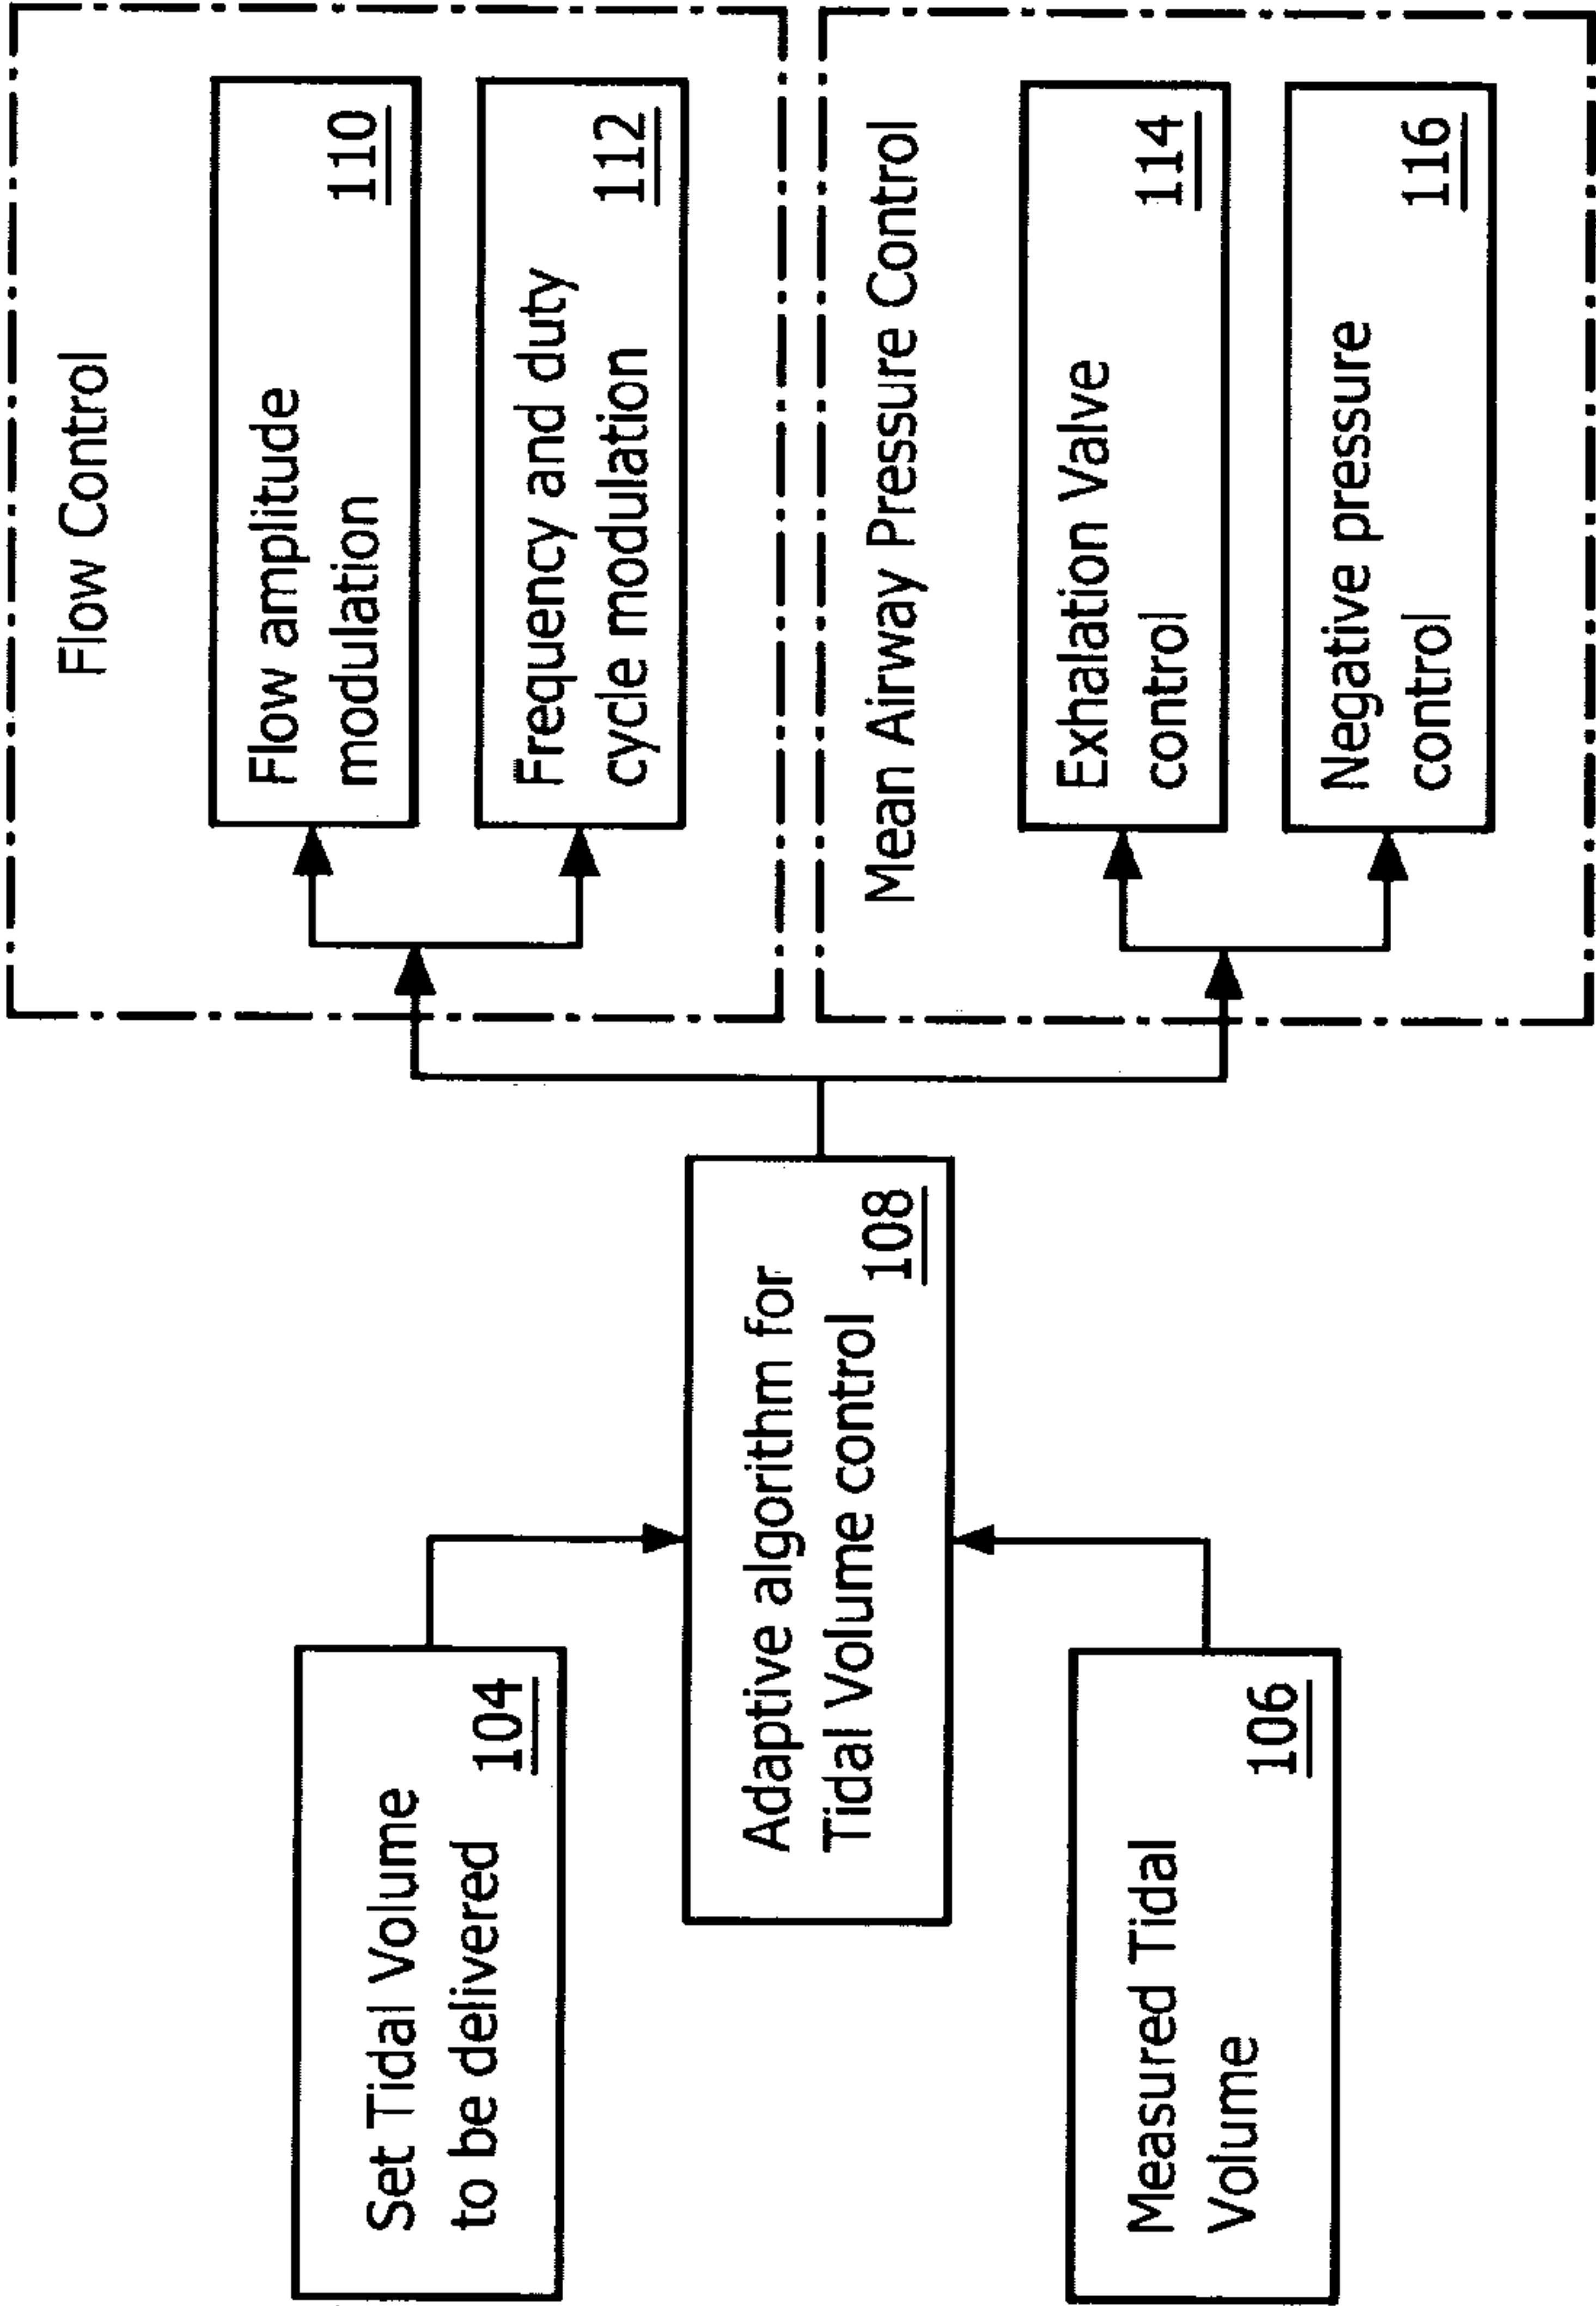 Set Tidal Volume
to be delivered
104
Measured Tidal
Volume
106
Adaptive algorithm for
Tidal Volume control
108
Flow Control
Flow amplitude
modulation
110
Frequency and duty
cycle modulation
112
Mean Airway Pressure Control
Exhalation Valve
control
114
Negative pressure
control
116